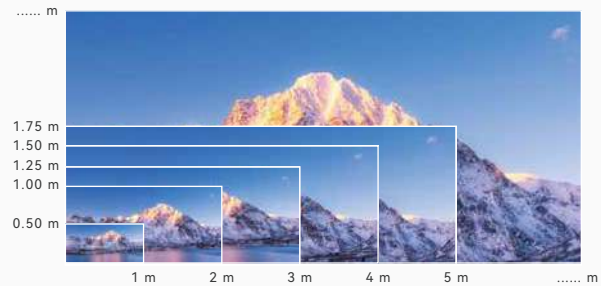 ...... m
1.75 m
1.50 m
1.25 m
1.00 m
0.50 m
1 m 2 m 3 m 4 m 5 m ...... m